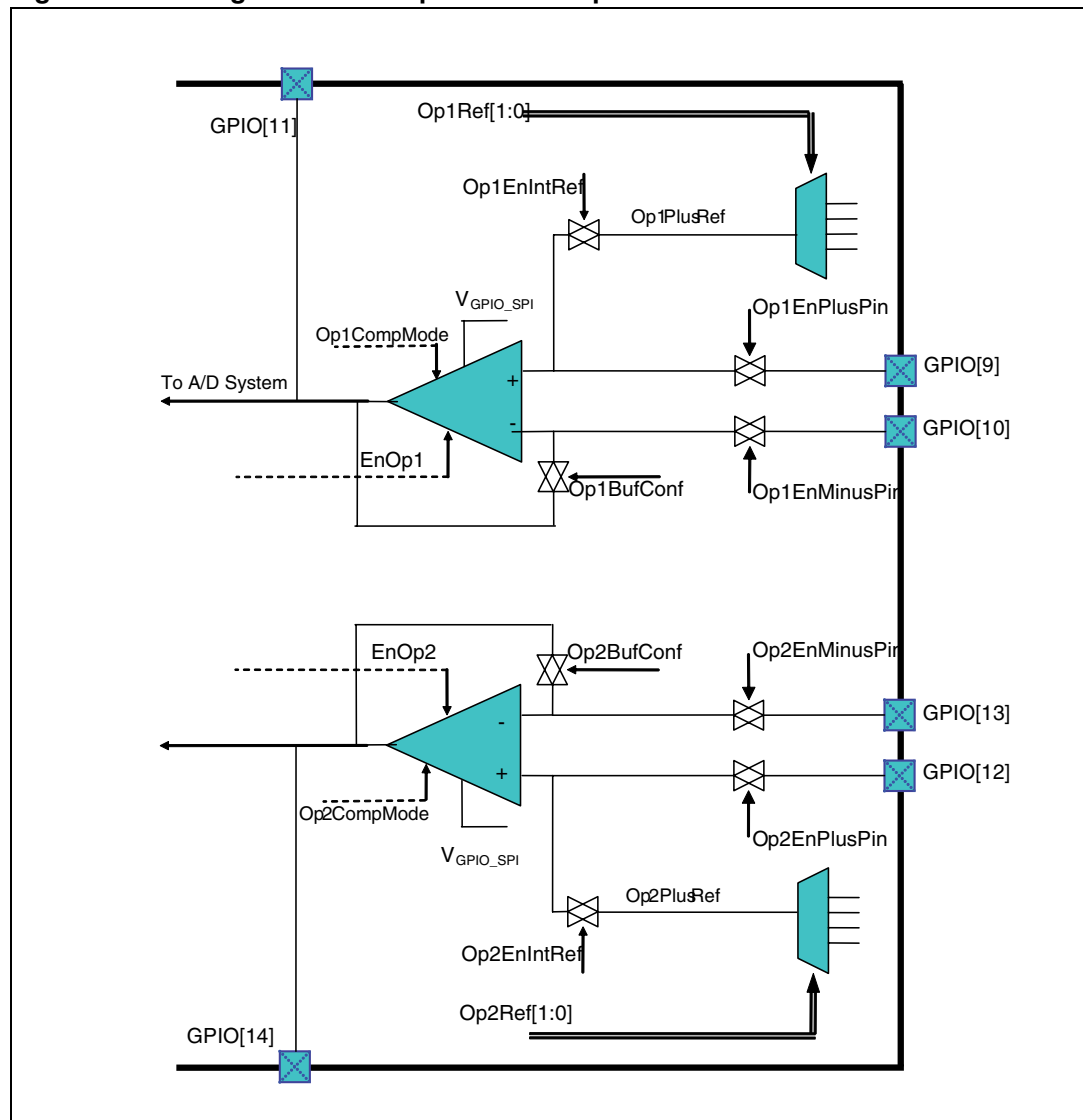 GPIO[11]
Op1Ref[1:0]
Op1EnIntRef
Op1PlusRef
VGPIO_SPI
Op1CompMode
Op1EnPlusPin
To A/D System
+
GPIO[9]
-
GPIO[10]
EnOp1
Op1BufConf
Op1EnMinusPin
EnOp2
Op2BufConf
Op2EnMinusPin
-
GPIO[13]
+
GPIO[12]
Op2CompMode
Op2EnPlusPin
VGPIO_SPI
Op2PlusRef
Op2EnIntRef
Op2Ref[1:0]
GPIO[14]